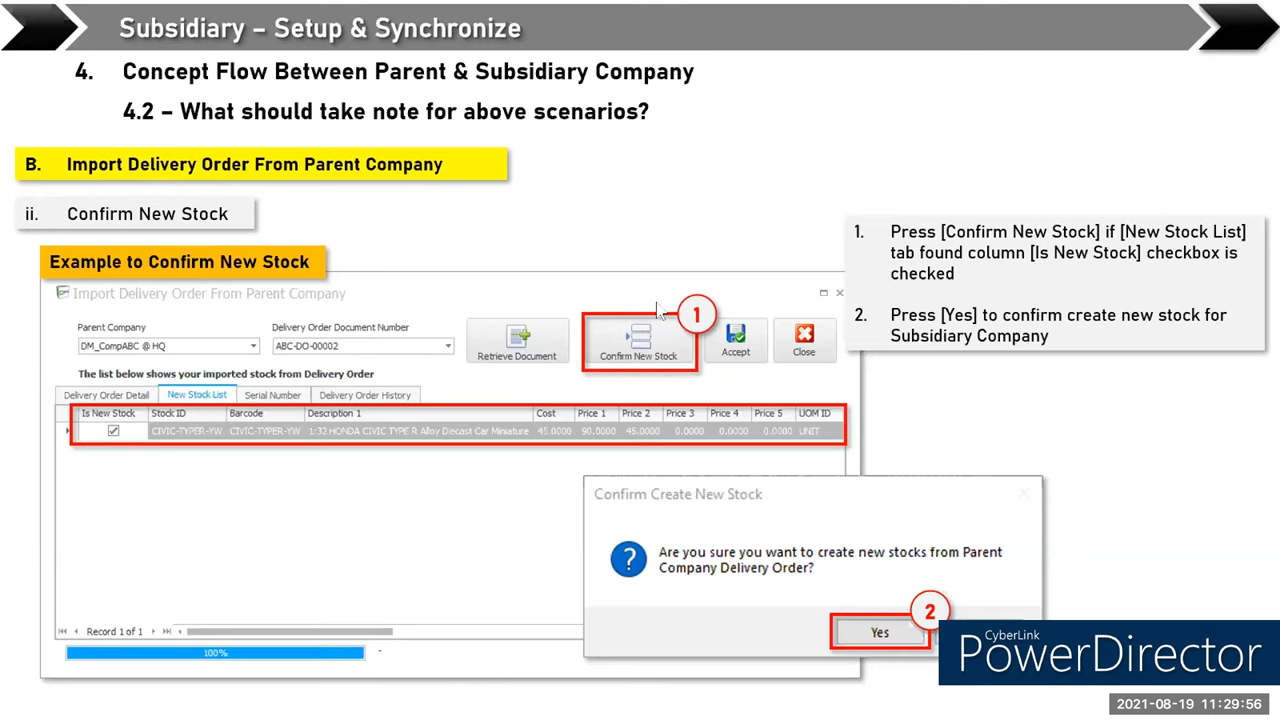 Subsidiary – Setup & Synchronize
4. Concept Flow Between Parent & Subsidiary Company
4.2 – What should take note for above scenarios?
B. Import Delivery Order From Parent Company
ii. Confirm New Stock
Example to Confirm New Stock
1. Press [Confirm New Stock] if [New Stock List]
tab found column [Is New Stock] checkbox is
checked
2. Press [Yes] to confirm create new stock for
Subsidiary Company
Import Delivery Order From Parent Company
1
Parent Company
Delivery Order Document Number
DM_CompABC @ HQ
ABC-DO-00002
Retrieve Document
Confirm New Stock
Accept
Close
The list below shows your imported stock from Delivery Order
Delivery Order Detail New Stock List Serial Number Delivery Order History
Is New Stock Stock ID Barcode Description 1 Cost Price 1 Price 2 Price 3 Price 4 Price 5 UOM ID
CIVIC-TYPER-YW CIVIC-TYPER-YW 1:32 HONDA CIVIC TYPE R Alloy Diecast Car Miniature 45.0000 90.0000 45.0000 0.0000 0.0000 0.0000 UNIT
Confirm Create New Stock
Are you sure you want to create new stocks from Parent
Company Delivery Order?
2
Yes
Record 1 of 1
100%
CyberLink
PowerDirector
2021-08-19 11:29:56